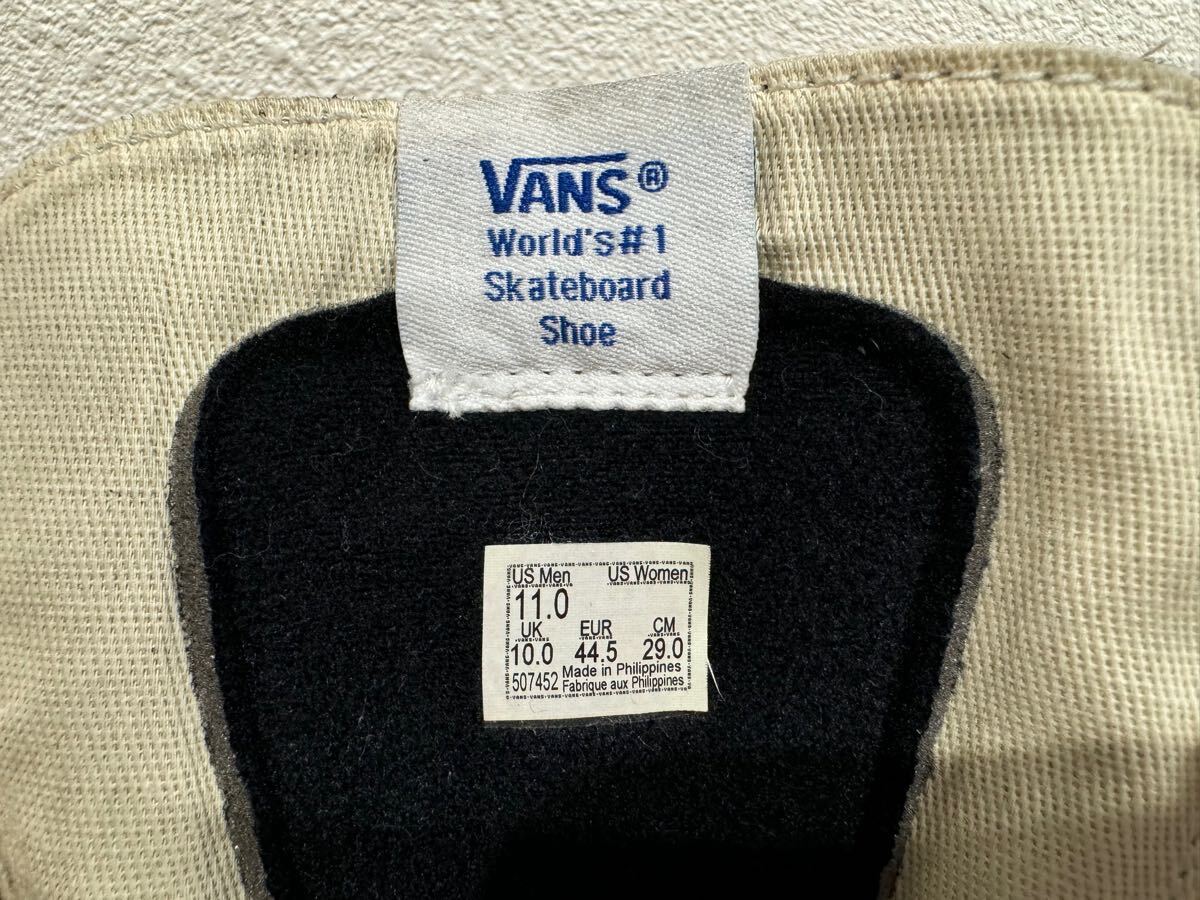 VANS®
World's #1
Skateboard
Shoe
US Men US Women
11.0
UK EUR CM
10.0 44.5 29.0
507452 Made in Philippines
Fabrique aux Philippines